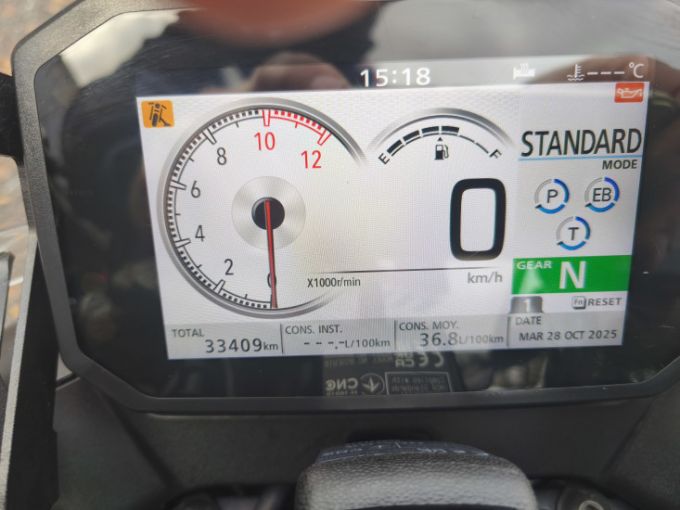 15:18
---°C
STANDARD
MODE
10
12
8
6
4
2
0
X1000r/min
E
F
0
km/h
P
EB
T
GEAR
N
1
Fn RESET
TOTAL
33409km
CONS. INST.
---.-L/100km
CONS. MOY.
36.8L/100km
DATE
MAR 28 OCT 2025